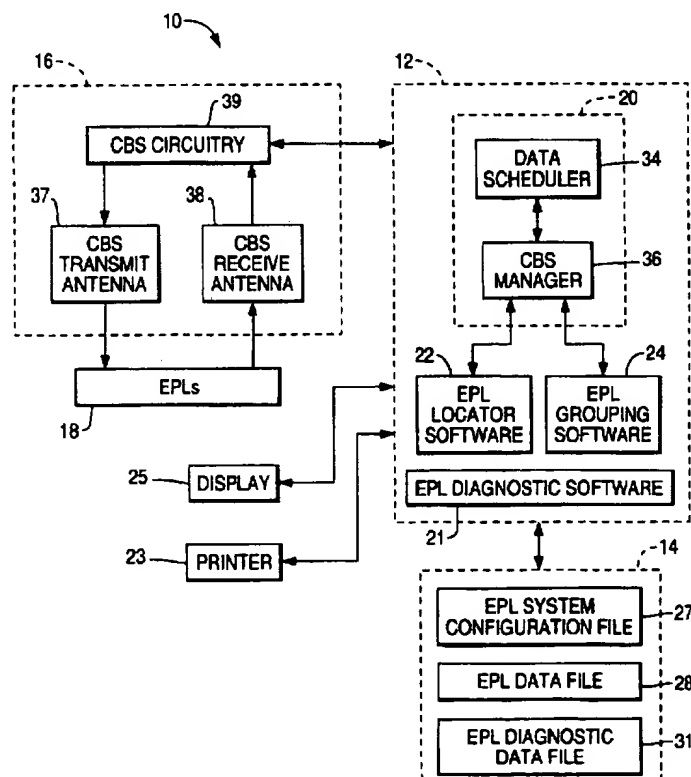 10
16
39
CBS CIRCUITRY
37
CBS
TRANSMIT
ANTENNA
38
CBS
RECEIVE
ANTENNA
EPLs
18
25
DISPLAY
23
PRINTER
12
20
DATA
SCHEDULER
34
CBS
MANAGER
36
22
EPL
LOCATOR
SOFTWARE
24
EPL
GROUPING
SOFTWARE
EPL DIAGNOSTIC SOFTWARE
21
14
EPL SYSTEM
CONFIGURATION FILE
27
EPL DATA FILE
28
EPL DIAGNOSTIC
DATA FILE
31